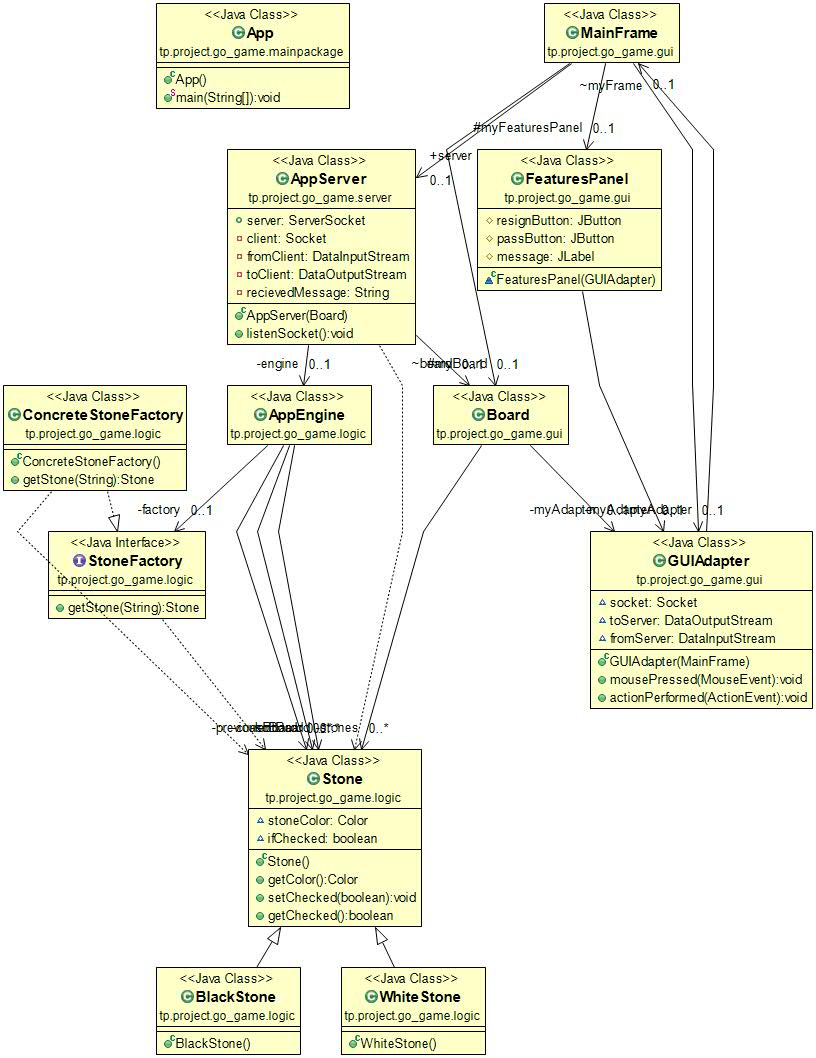 <<Java Class>>
App
tp.project.go_game.mainpackage
App()
main(String[]):void
<<Java Class>>
MainFrame
tp.project.go_game.gui
~myFrame
0..1
#myFeaturesPanel
0..1
+server
0..1
<<Java Class>>
AppServer
tp.project.go_game.server
server: ServerSocket
client: Socket
fromClient: DataInputStream
toClient: DataOutputStream
recievedMessage: String
AppServer(Board)
listenSocket():void
<<Java Class>>
FeaturesPanel
tp.project.go_game.gui
resignButton: JButton
passButton: JButton
message: JLabel
FeaturesPanel(GUIAdapter)
-engine
0..1
0..1
<<Java Class>>
ConcreteStoneFactory
tp.project.go_game.logic
ConcreteStoneFactory()
getStone(String):Stone
<<Java Class>>
AppEngine
tp.project.go_game.logic
<<Java Class>>
Board
tp.project.go_game.gui
-factory
0..1
-myAdapter
0..1
<<Java Interface>>
StoneFactory
tp.project.go_game.logic
getStone(String):Stone
<<Java Class>>
GUIAdapter
tp.project.go_game.gui
socket: Socket
toServer: DataOutputStream
fromServer: DataInputStream
GUIAdapter(MainFrame)
mousePressed(MouseEvent):void
actionPerformed(ActionEvent):void
0..*
<<Java Class>>
Stone
tp.project.go_game.logic
stoneColor: Color
ifChecked: boolean
Stone()
getColor():Color
setChecked(boolean):void
getChecked():boolean
<<Java Class>>
BlackStone
tp.project.go_game.logic
BlackStone()
<<Java Class>>
WhiteStone
tp.project.go_game.logic
WhiteStone()